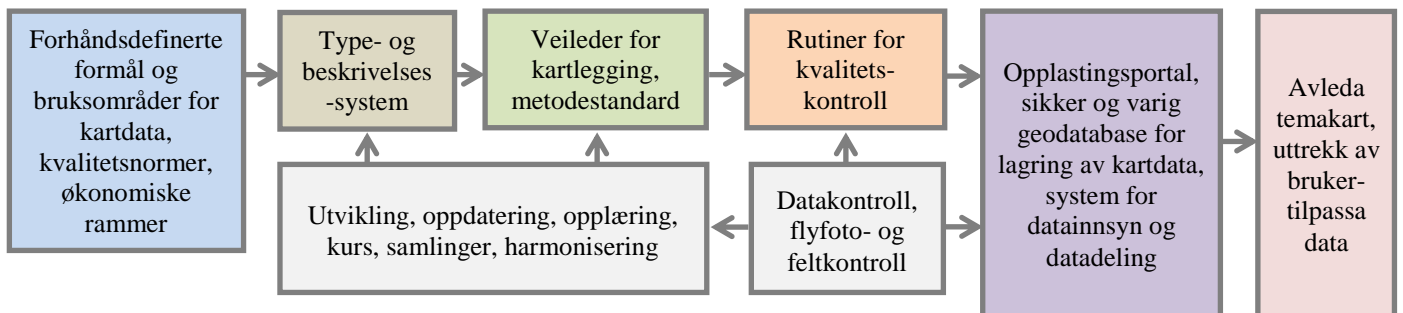 Forhåndsdefinerte
formål og
bruksområder for
kartdata,
kvalitetsnormer,
økonomiske
rammer
Type- og
beskrivelses
-system
Veileder for
kartlegging,
metodestandard
Rutiner for
kvalitets-
kontroll
Utvikling, oppdatering, opplæring,
kurs, samlinger, harmonisering
Datakontroll,
flyfoto- og
feltkontroll
Opplastingsportal,
sikker og varig
geodatabase for
lagring av kartdata,
system for
datainnsyn og
datadeling
Avleda
temakart,
uttrekk av
bruker-
tilpassa
data